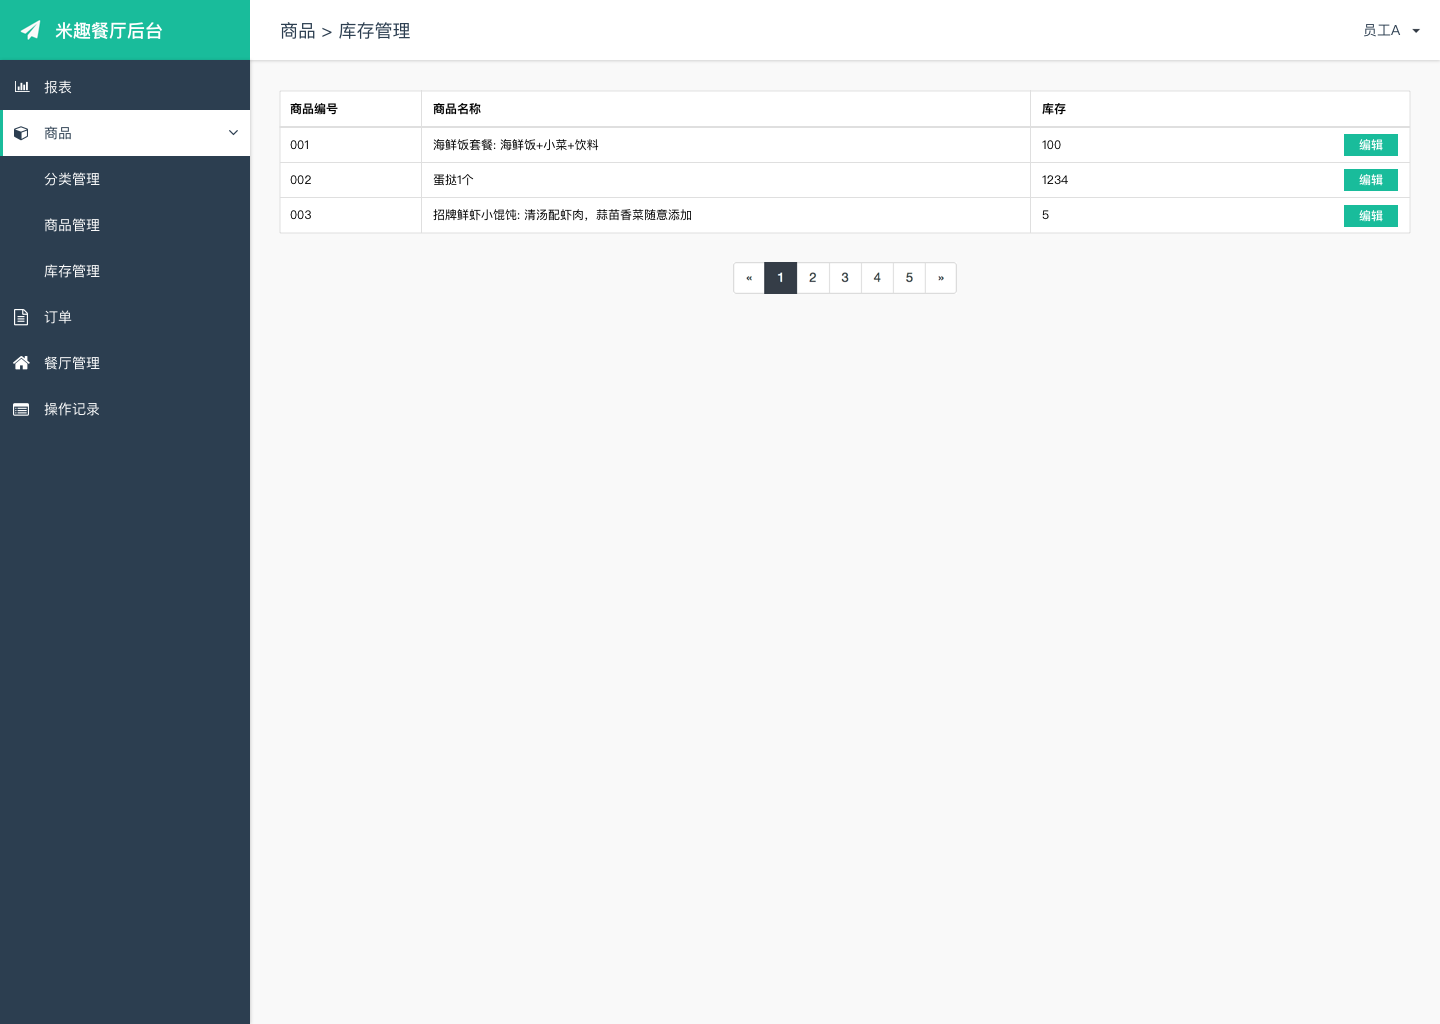 米趣餐厅后台
商品 > 库存管理
员工A
报表
商品
分类管理
商品管理
库存管理
订单
餐厅管理
操作记录
商品编号 商品名称 库存
001 海鲜饭套餐: 海鲜饭+小菜+饮料 100 编辑
002 蛋挞1个 1234 编辑
003 招牌鲜虾小馄饨: 清汤配虾肉，蒜苗香菜随意添加 5 编辑
« 1 2 3 4 5 »